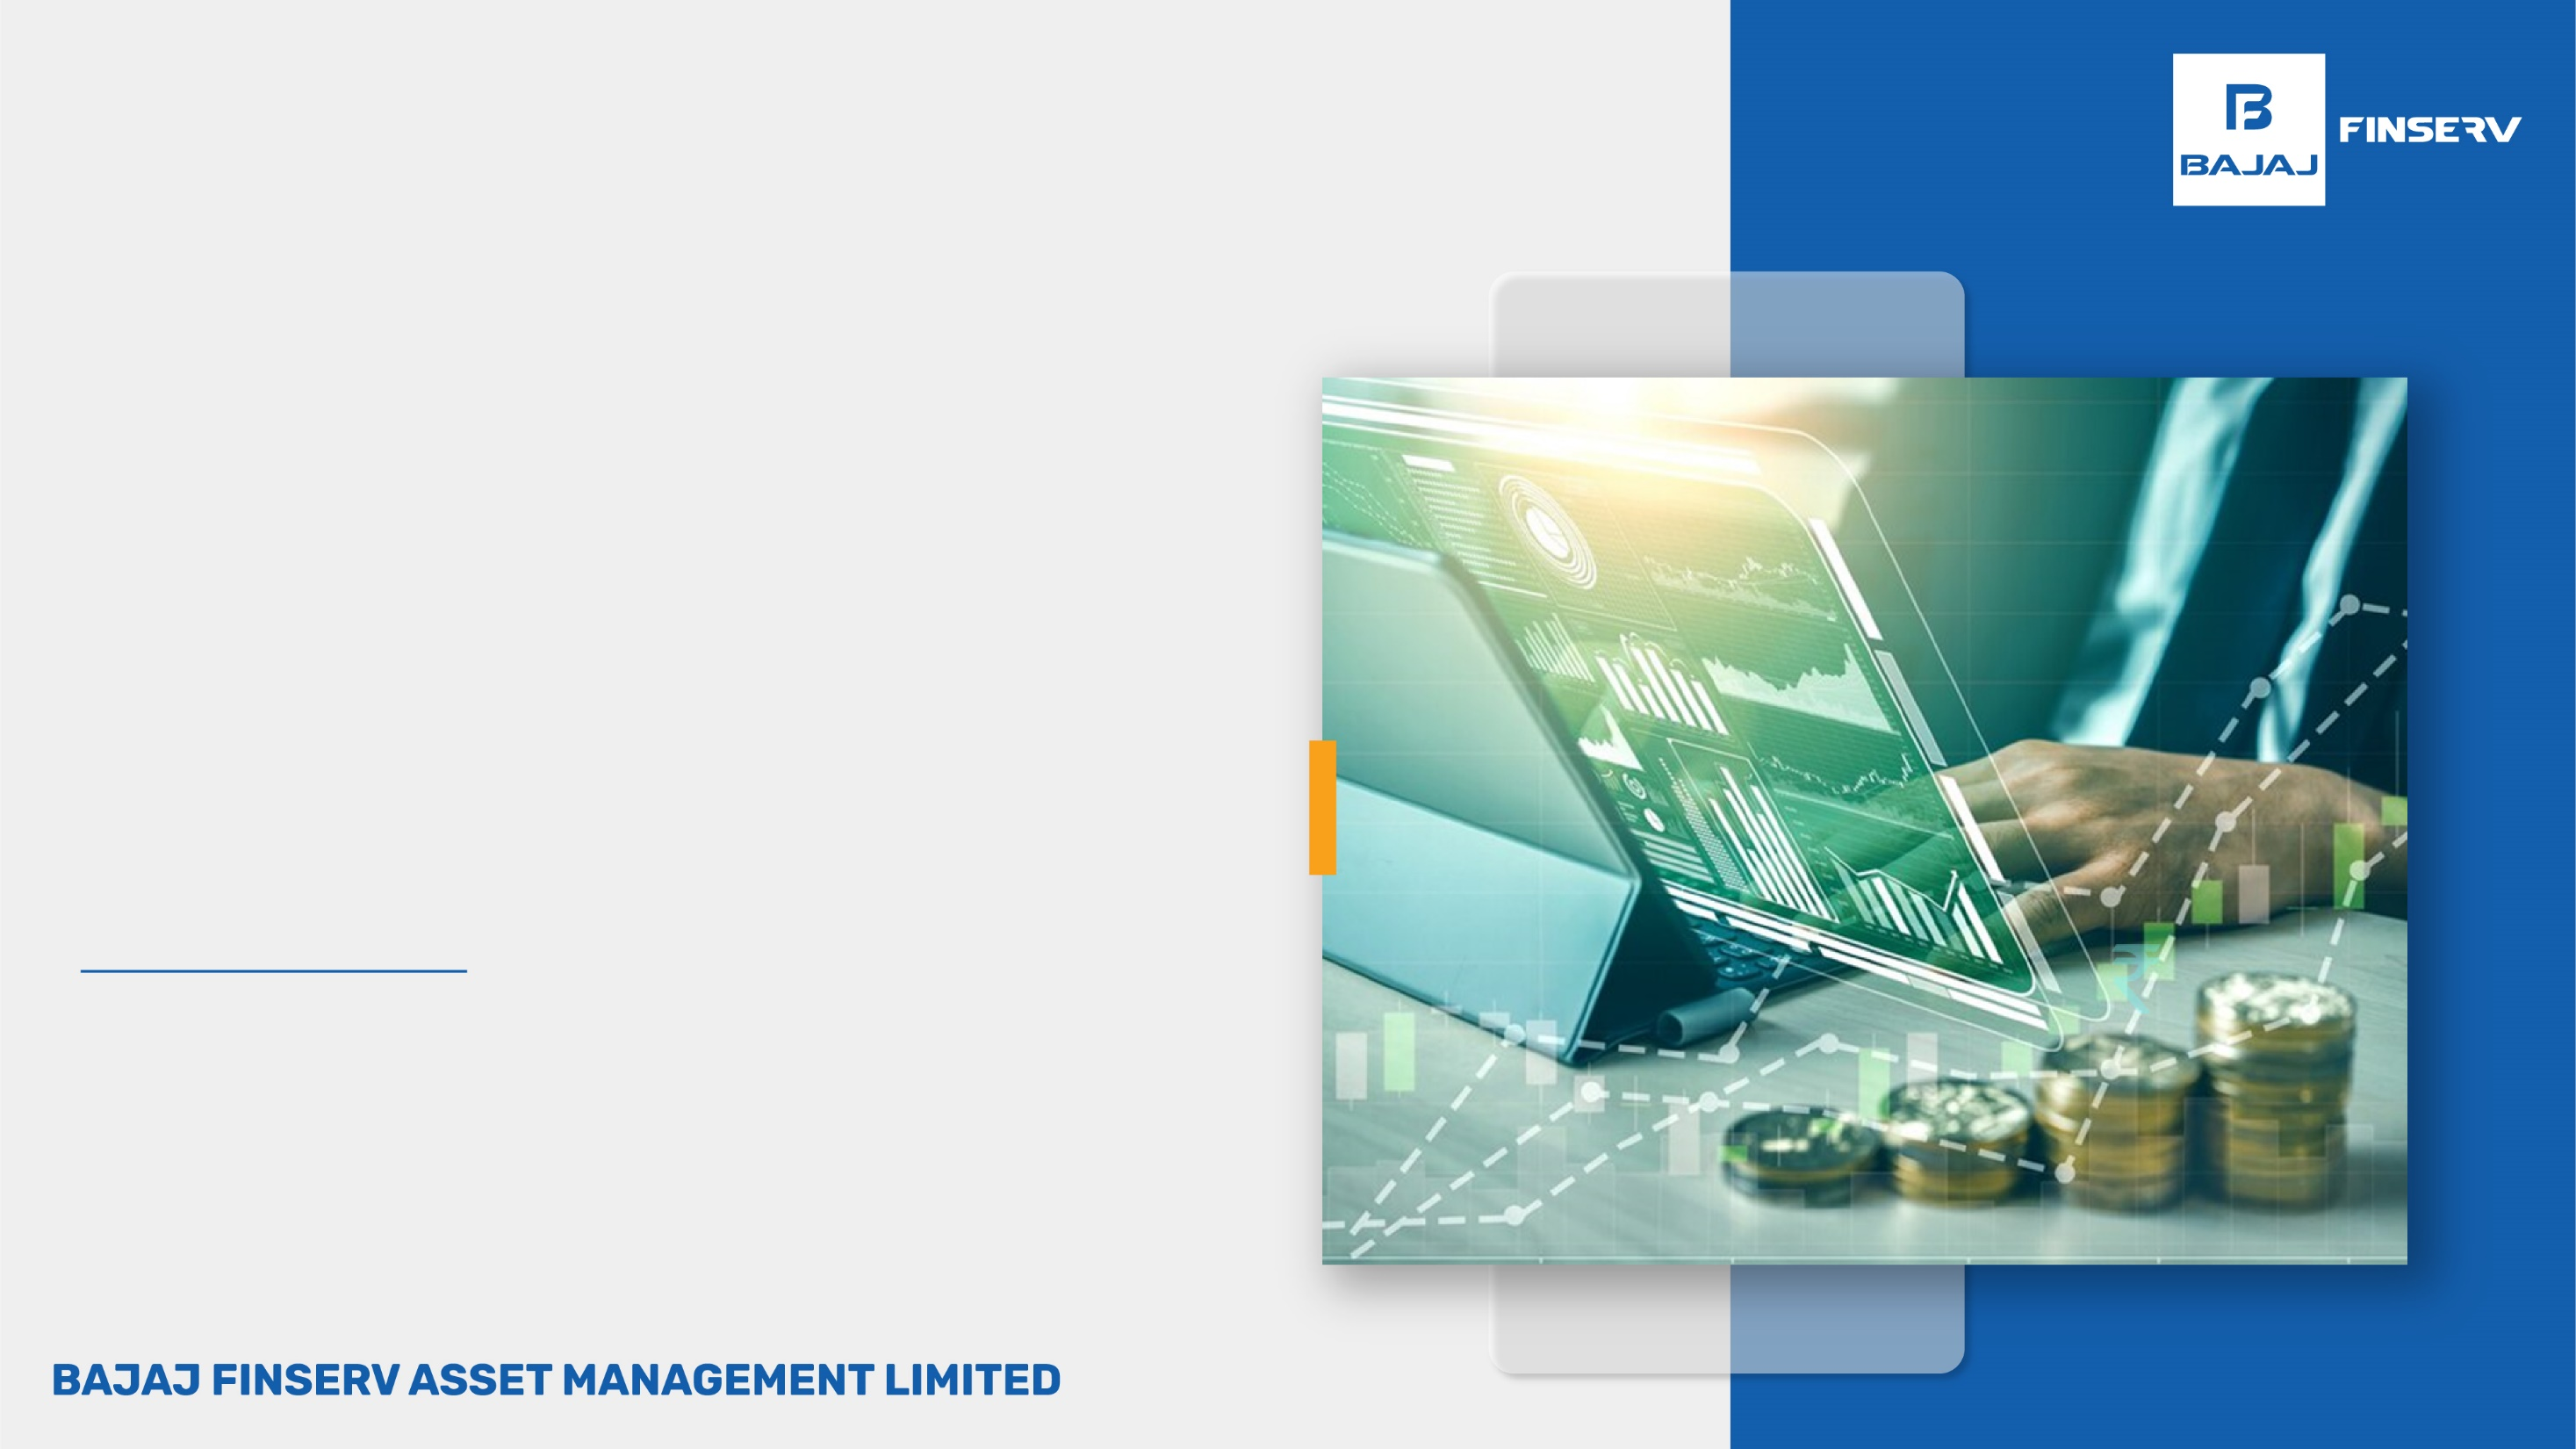 B
BAJAJ
FINSERV
₹
BAJAJ FINSERV ASSET MANAGEMENT LIMITED